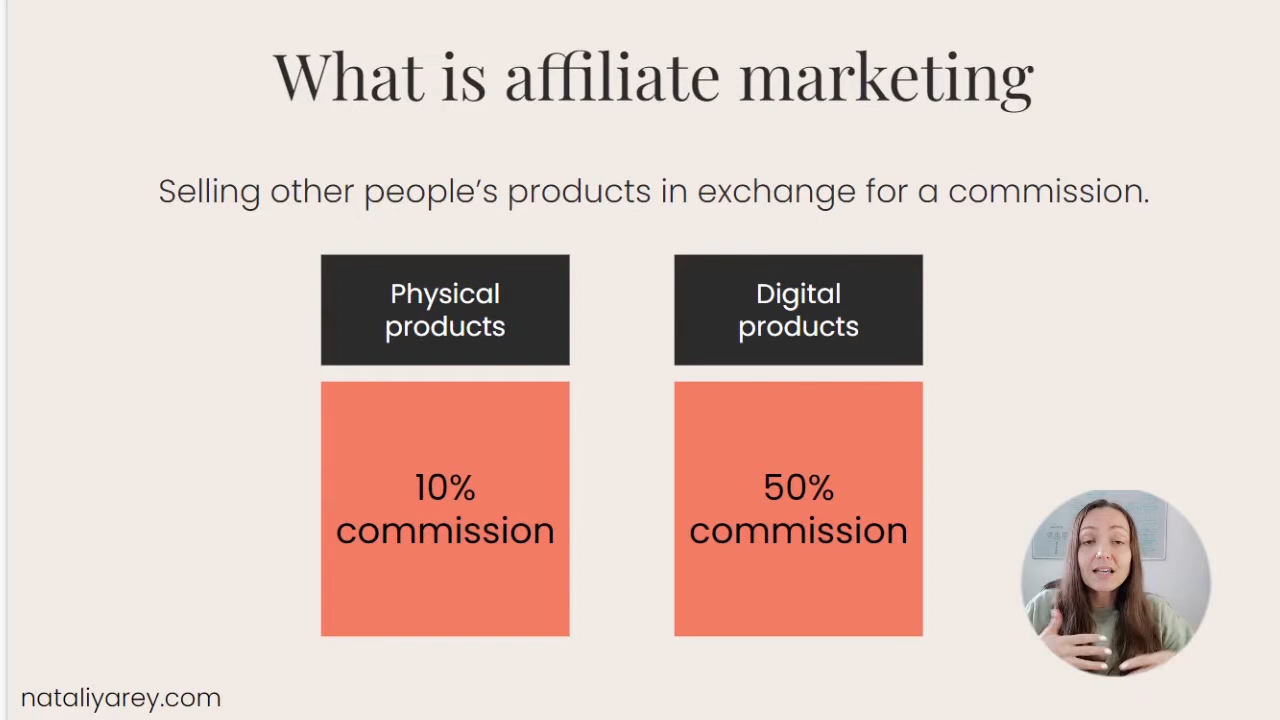 What is affiliate marketing
Selling other people’s products in exchange for a commission.
Physical
products
Digital
products
10%
commission
50%
commission
nataliyarey.com